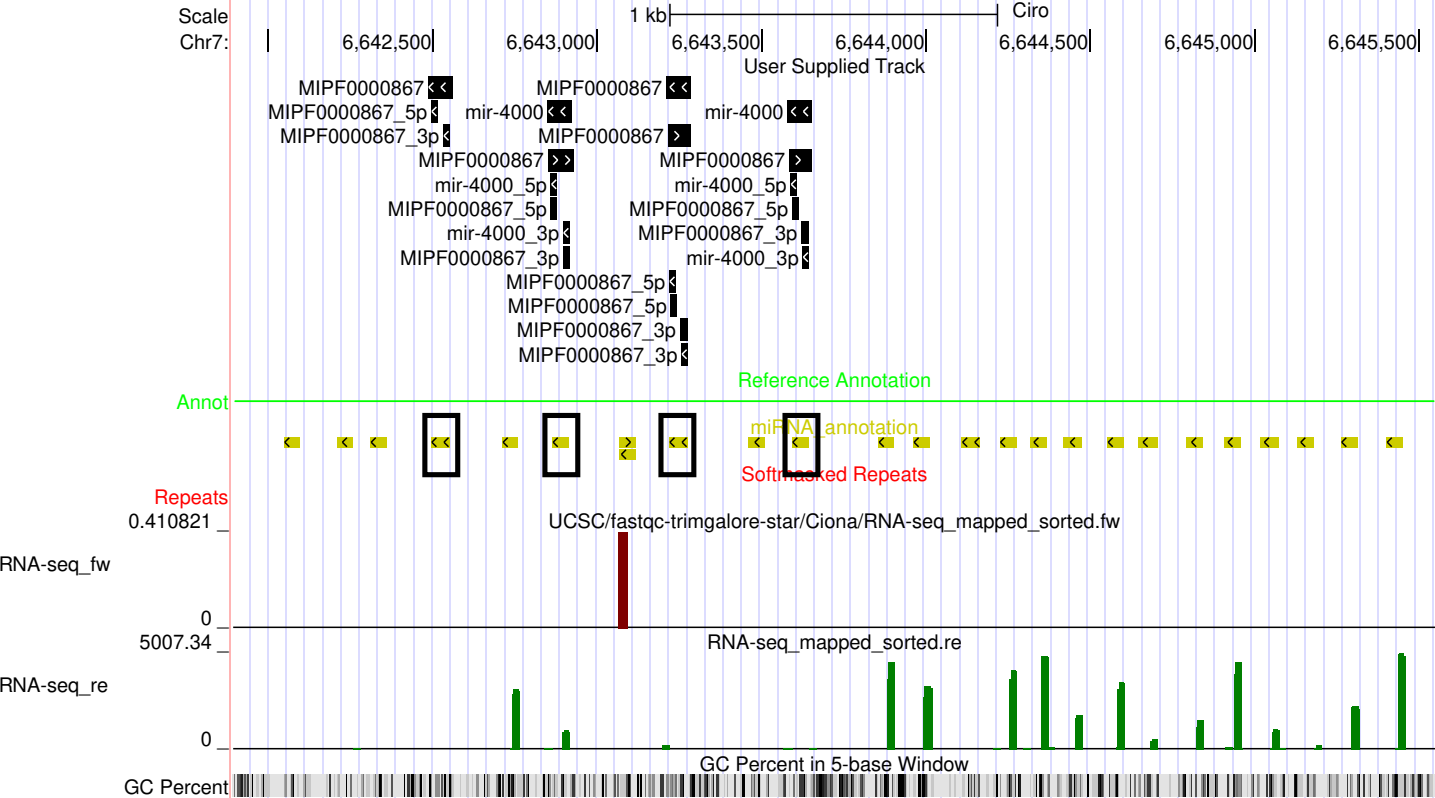 Scale 1 kb Ciro
Chr7: 6,642,500 6,643,000 6,643,500 6,644,000 6,644,500 6,645,000 6,645,500
User Supplied Track
MIPF0000867 MIPF0000867
MIPF0000867_5p mir-4000 mir-4000
MIPF0000867_3p MIPF0000867
MIPF0000867 MIPF0000867
mir-4000_5p mir-4000_5p
MIPF0000867_5p MIPF0000867_5p
mir-4000_3p MIPF0000867_3p
MIPF0000867_3p mir-4000_3p
MIPF0000867_5p
MIPF0000867_5p
MIPF0000867_3p
MIPF0000867_3p
Reference Annotation
Annot
miRNA_annotation
Softmasked Repeats
Repeats
0.410821 _ UCSC/fastqc-trimgalore-star/Ciona/RNA-seq_mapped_sorted.fw
RNA-seq_fw
0 _
5007.34 _ RNA-seq_mapped_sorted.re
RNA-seq_re
0 _
GC Percent in 5-base Window
GC Percent